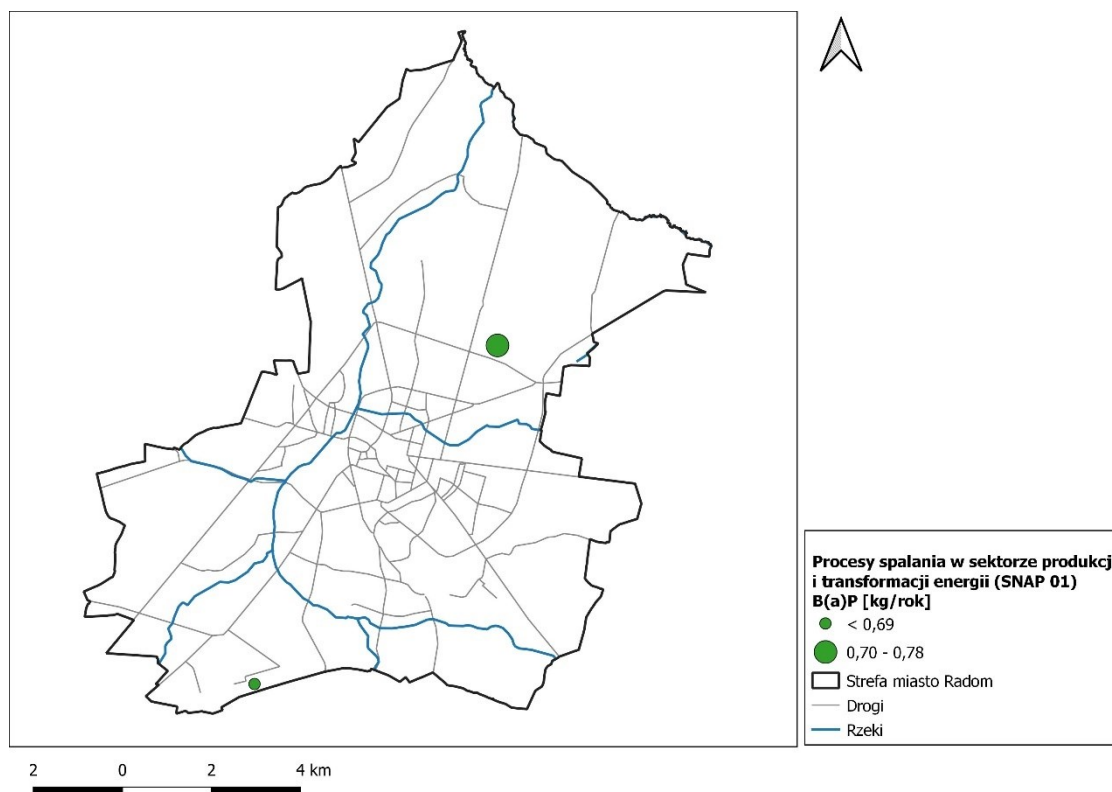 Procesy spalania w sektorze produkcj
i transformacji energii (SNAP 01)
B(a)P [kg/rok]
< 0,69
0,70 - 0,78
Strefa miasto Radom
Drogi
Rzeki
2 0 2 4 km